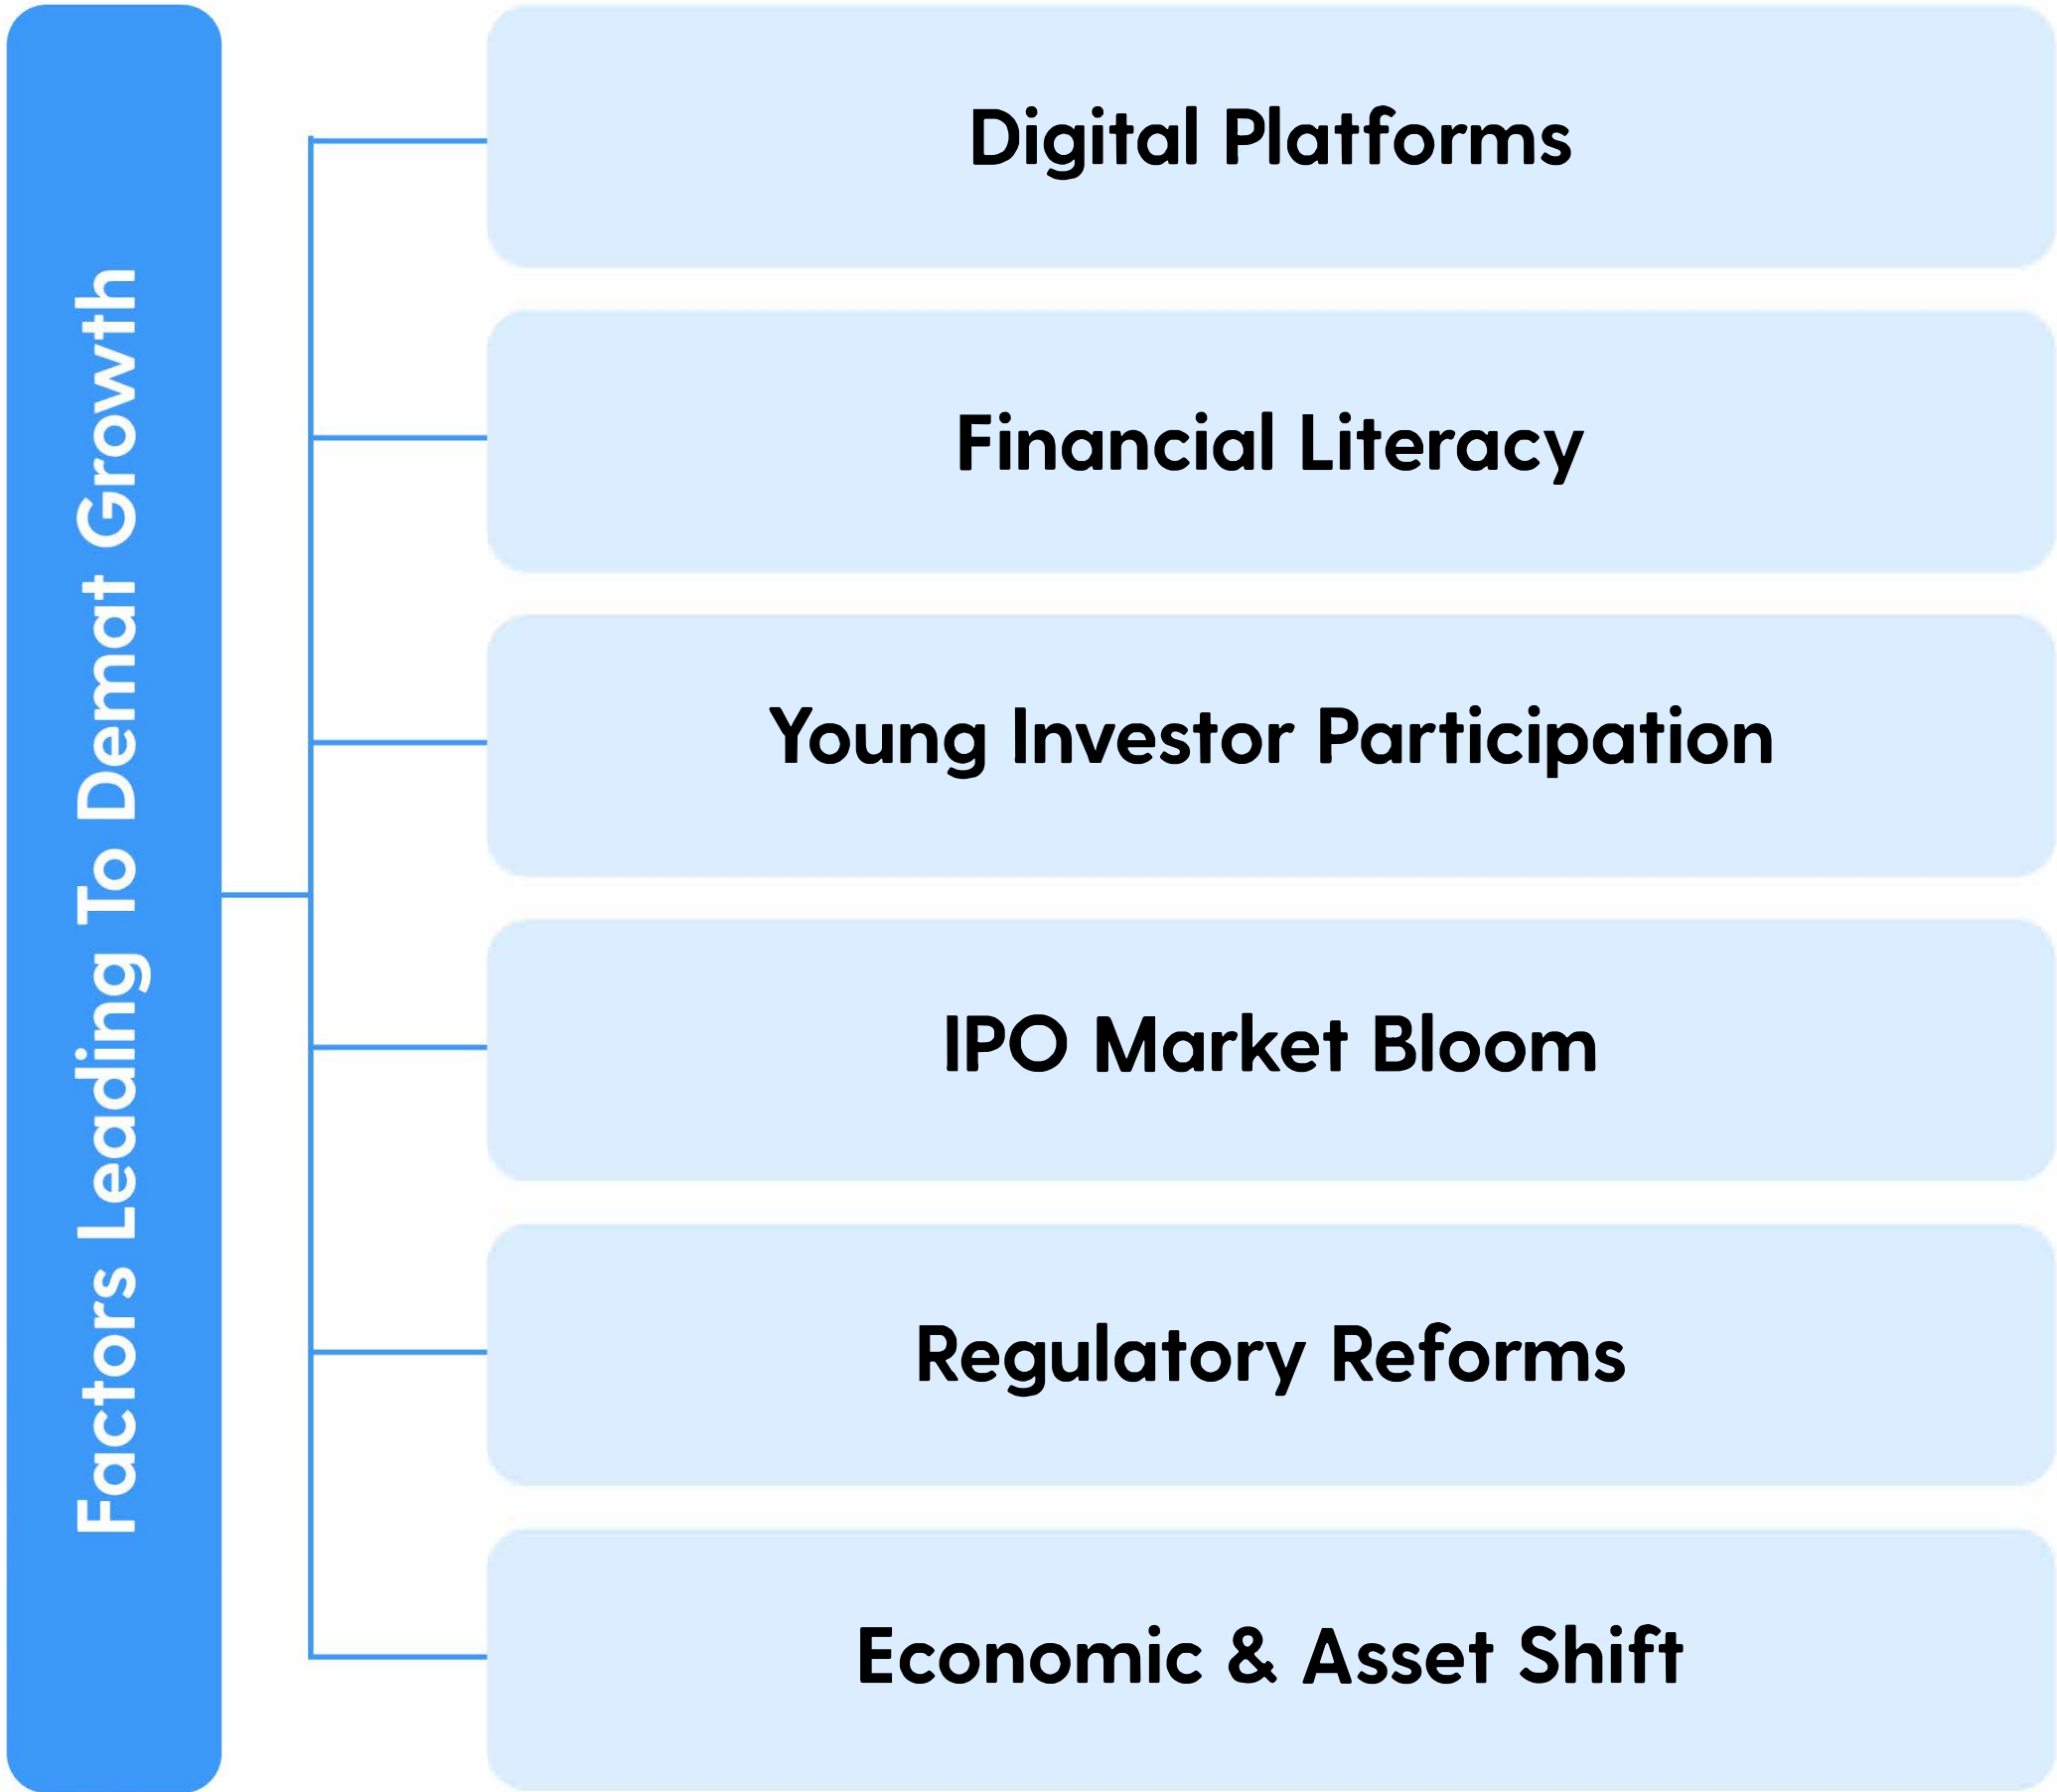 Factors Leading To Demat Growth
Digital Platforms
Financial Literacy
Young Investor Participation
IPO Market Bloom
Regulatory Reforms
Economic & Asset Shift